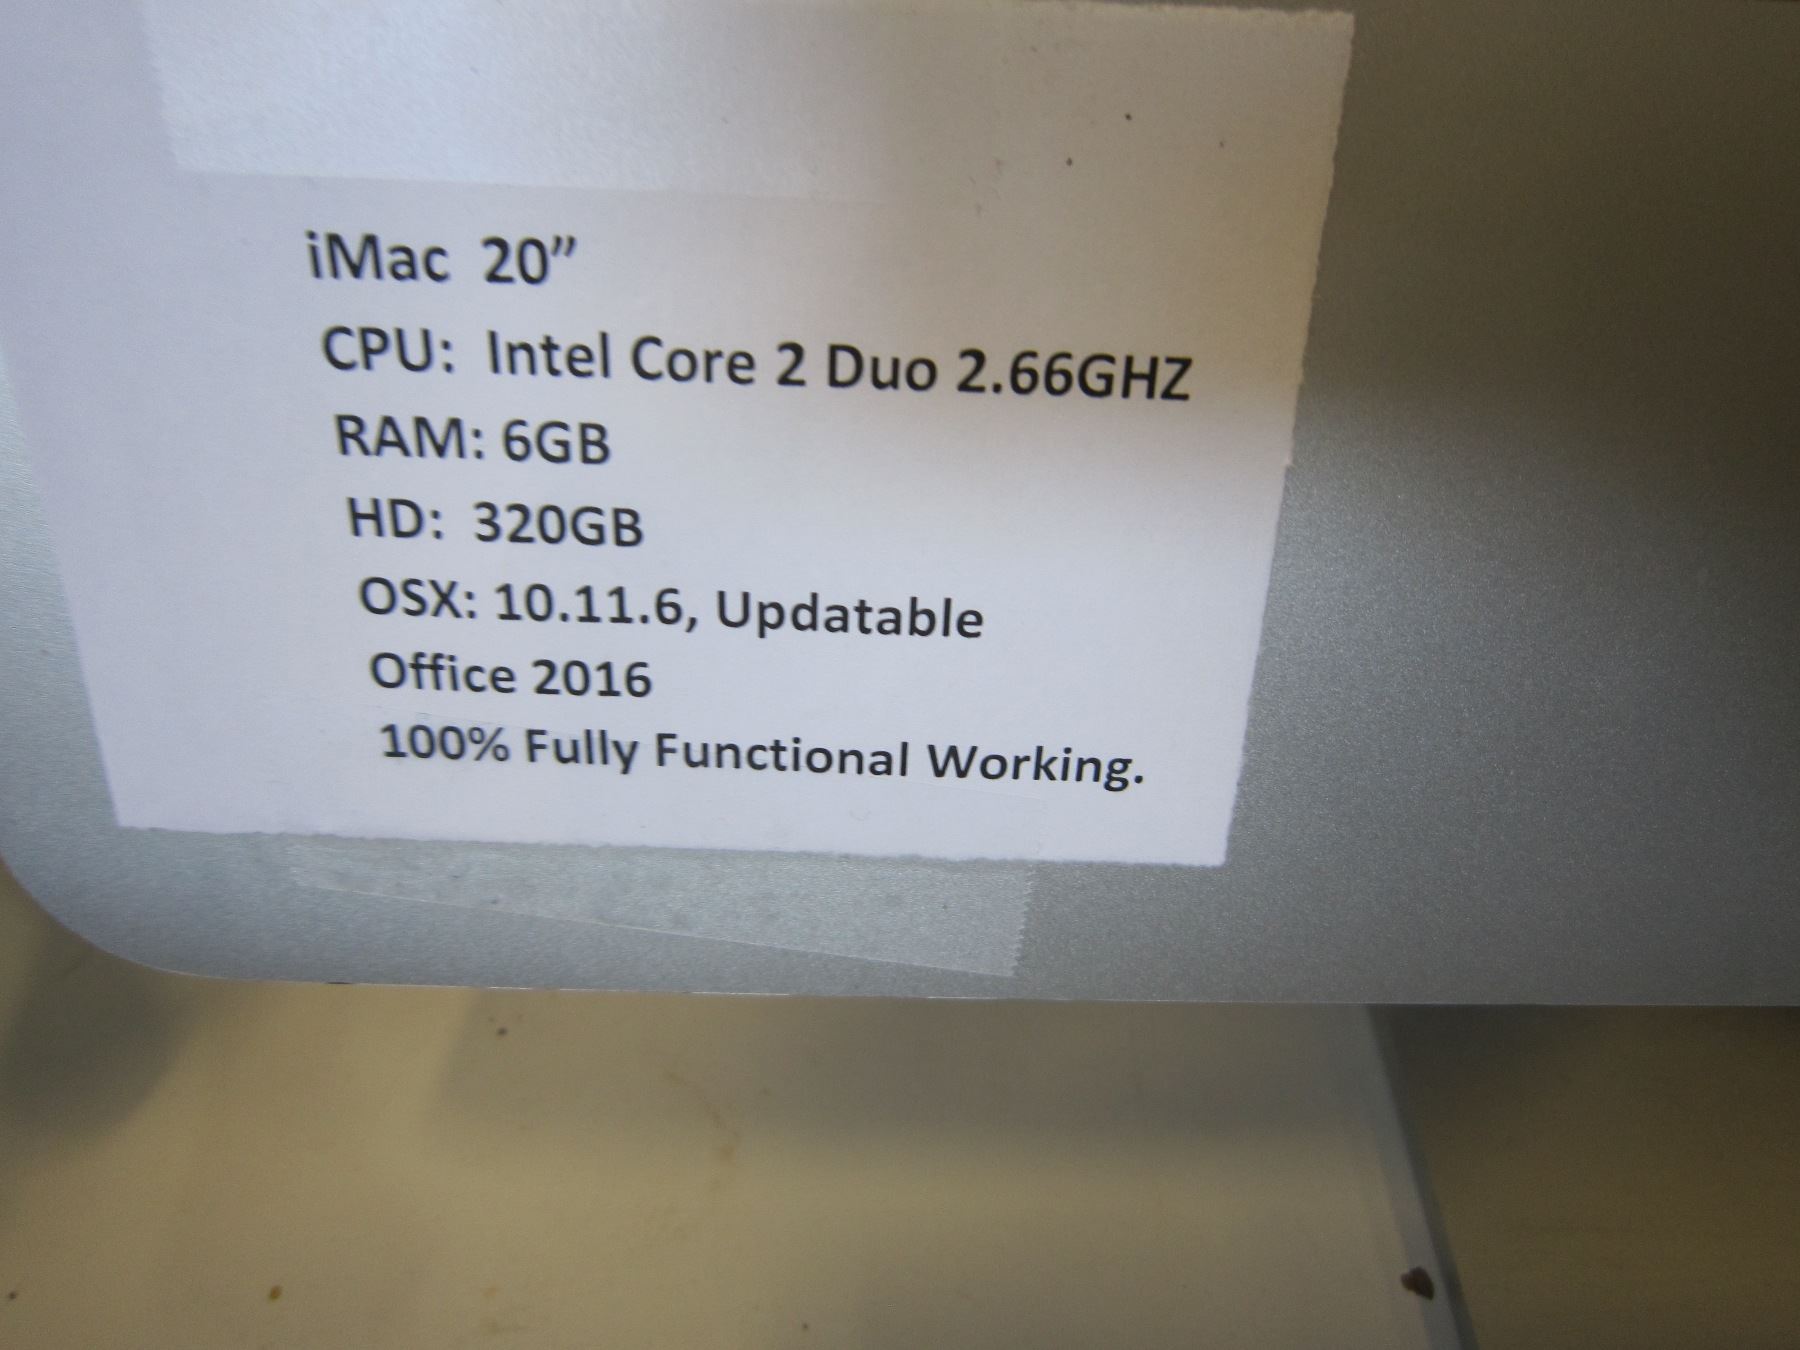 iMac 20”
CPU: Intel Core 2 Duo 2.66GHZ
RAM: 6GB
HD: 320GB
OSX: 10.11.6, Updatable
Office 2016
100% Fully Functional Working.